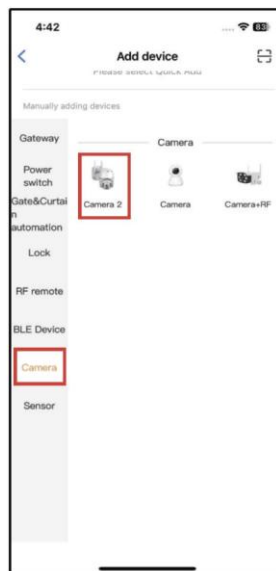 4:42
83
Add device
Please select Quick Add
Manually adding devices
Gateway
Camera
Power
switch
Gate&Curtai
n
automation
Camera 2
Camera
Camera+RF
Lock
RF remote
BLE Device
Camera
Sensor